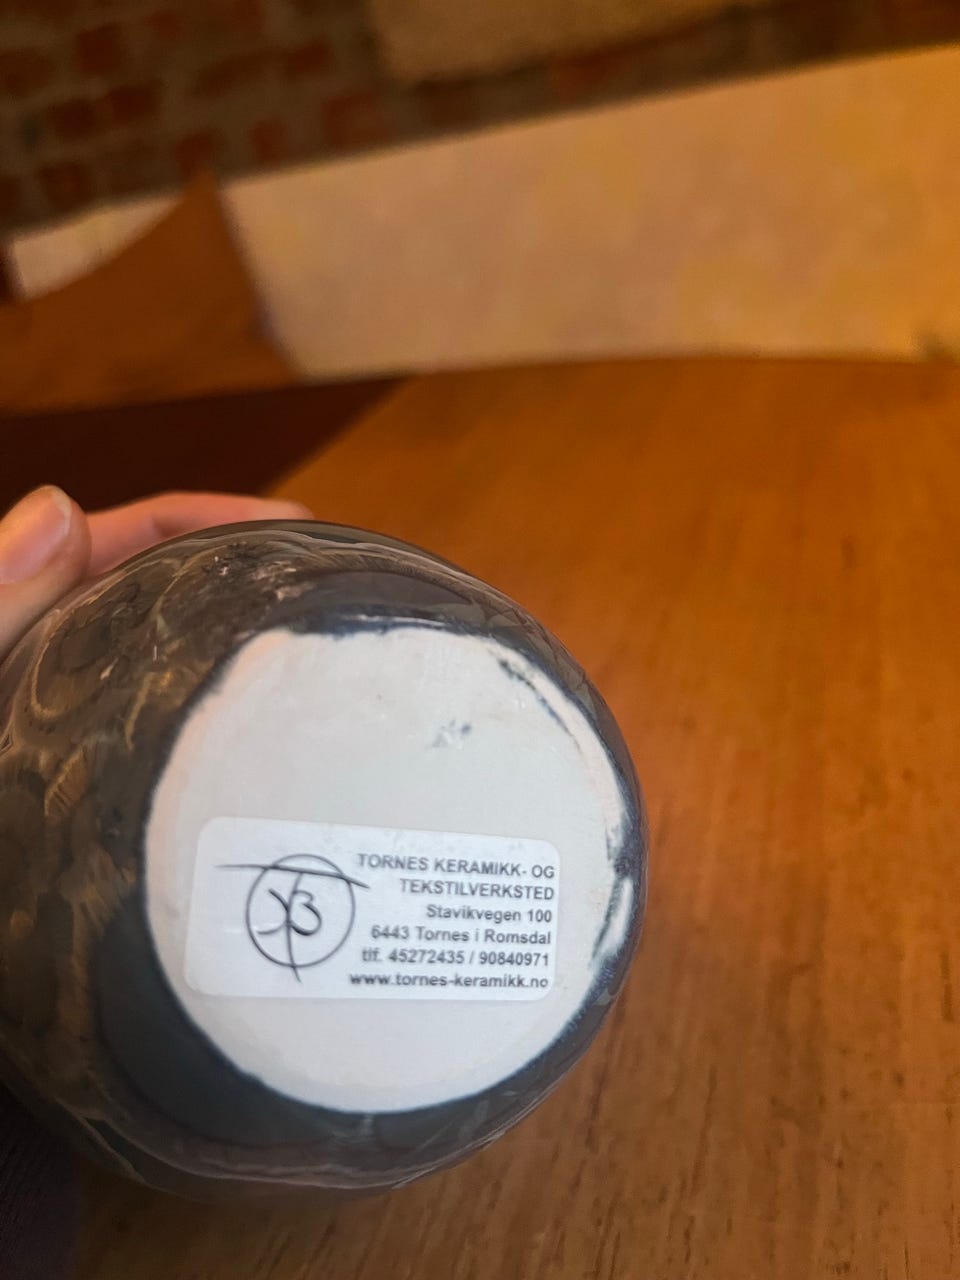 TORNES KERAMIKK- OG
TEKSTILVERKSTED
Stavikvegen 100
6443 Tornes i Romsdal
tlf. 45272435 / 90840971
www.tornes-keramikk.no